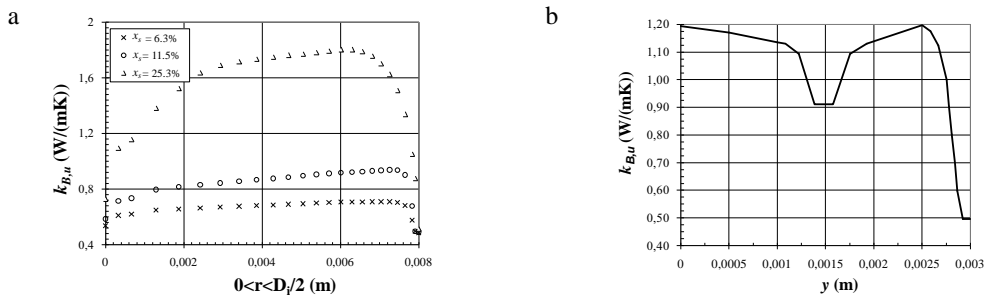 a
k_{B,u} (W/(mK))
2
1,6
1,2
0,8
0,4
x_s = 6.3%
x_s = 11.5%
x_s = 25.3%
0 0,002 0,004 0,006 0,008
0<r<D_i/2 (m)
b
k_{B,u} (W/(mK))
1,20
1,10
1,00
0,90
0,80
0,70
0,60
0,50
0,40
0 0,0005 0,001 0,0015 0,002 0,0025 0,003
y (m)